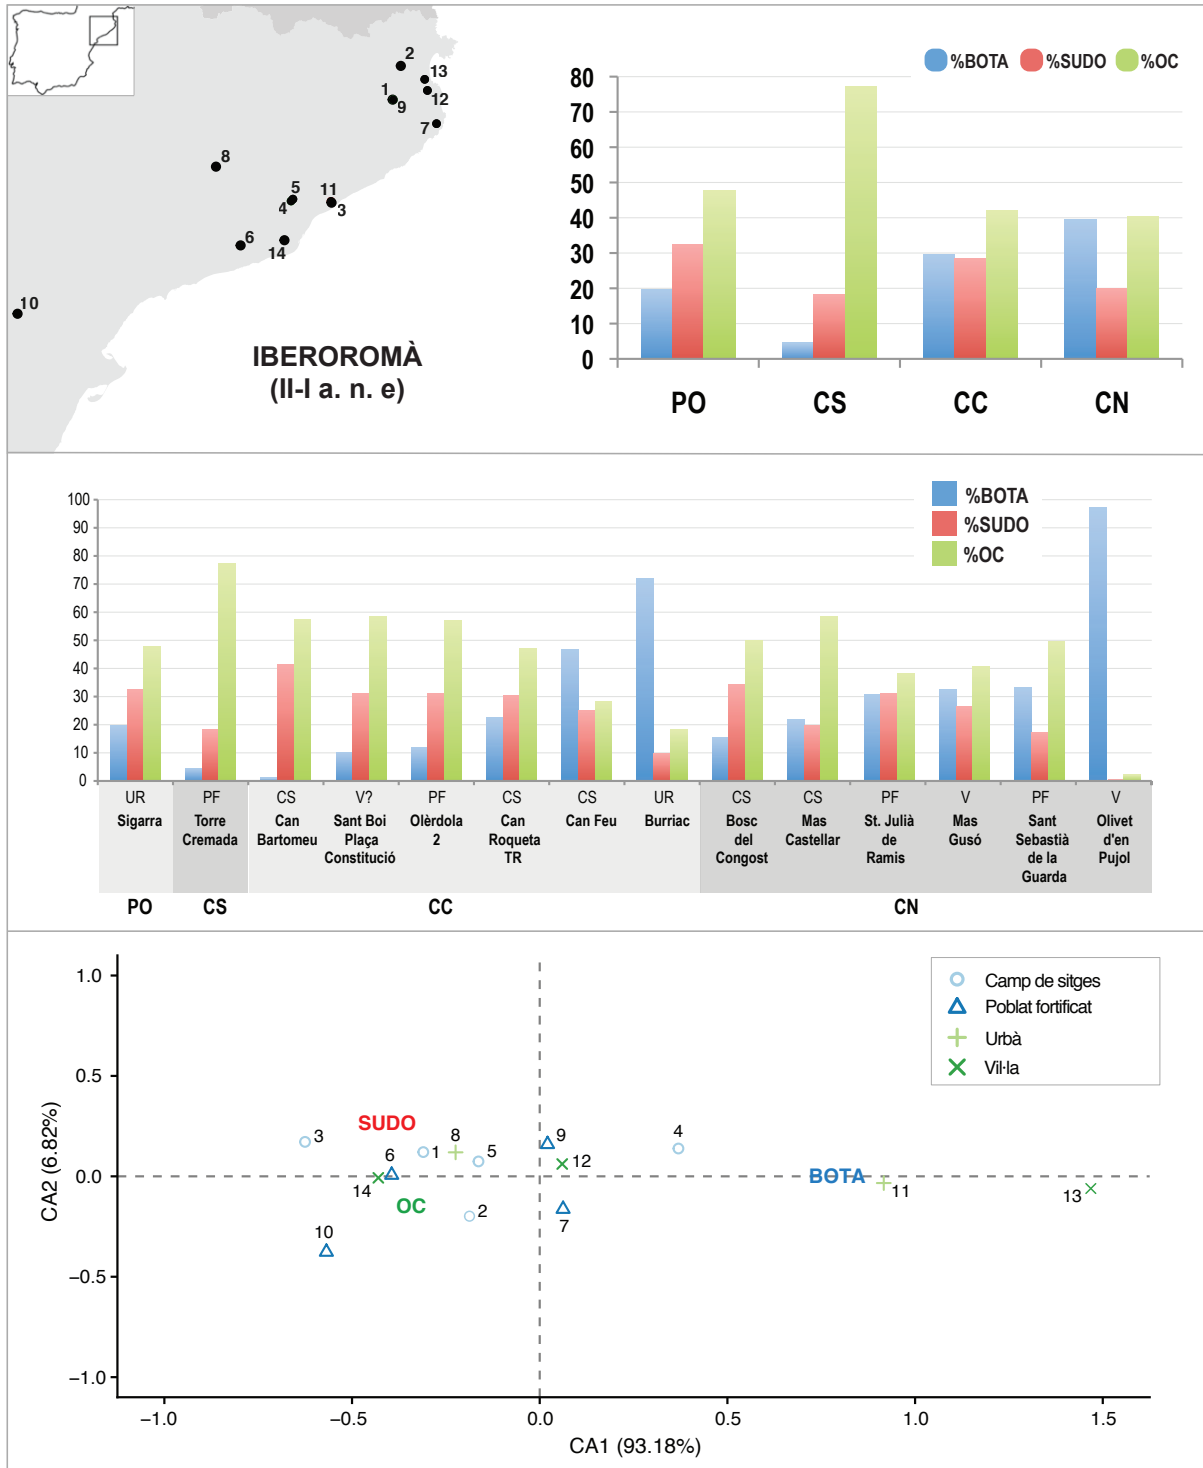 2
13
1
12
9
7
8
5
11
4
3
6
14
10
IBEROROMÀ
(II-I a. n. e)
%BOTA %SUDO %OC
80
70
60
50
40
30
20
10
0
PO CS CC CN
%BOTA
%SUDO
%OC
100
90
80
70
60
50
40
30
20
10
0
UR PF CS V? PF CS CS UR CS CS PF V PF V
Sigarra
Torre
Cremada
Can
Bartomeu
Sant Boi
Plaça
Constitució
Olèrdola
2
Can
Roqueta
TR
Can Feu
Burriac
Bosc
del
Congost
Mas
Castellar
St. Julià
de
Ramis
Mas
Gusó
Sant
Sebastià
de la
Guarda
Olivet
d'en
Pujol
PO CS CC CN
Camp de sitges
Poblat fortificat
Urbà
Vil·la
CA2 (6.82%)
1.0
0.5
0.0
−0.5
−1.0
SUDO
OC
BOTA
3
6
1
8
5
9
12
4
14
2
7
10
11
13
−1.0 −0.5 0.0 0.5 1.0 1.5
CA1 (93.18%)